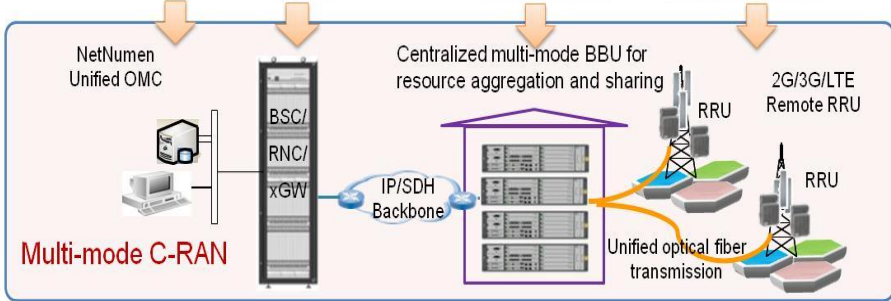 NetNumen
Unified OMC
BSC/
RNC/
xGW
Centralized multi-mode BBU for
resource aggregation and sharing
2G/3G/LTE
Remote RRU
RRU
RRU
IP/SDH
Backbone
Unified optical fiber
transmission
Multi-mode C-RAN